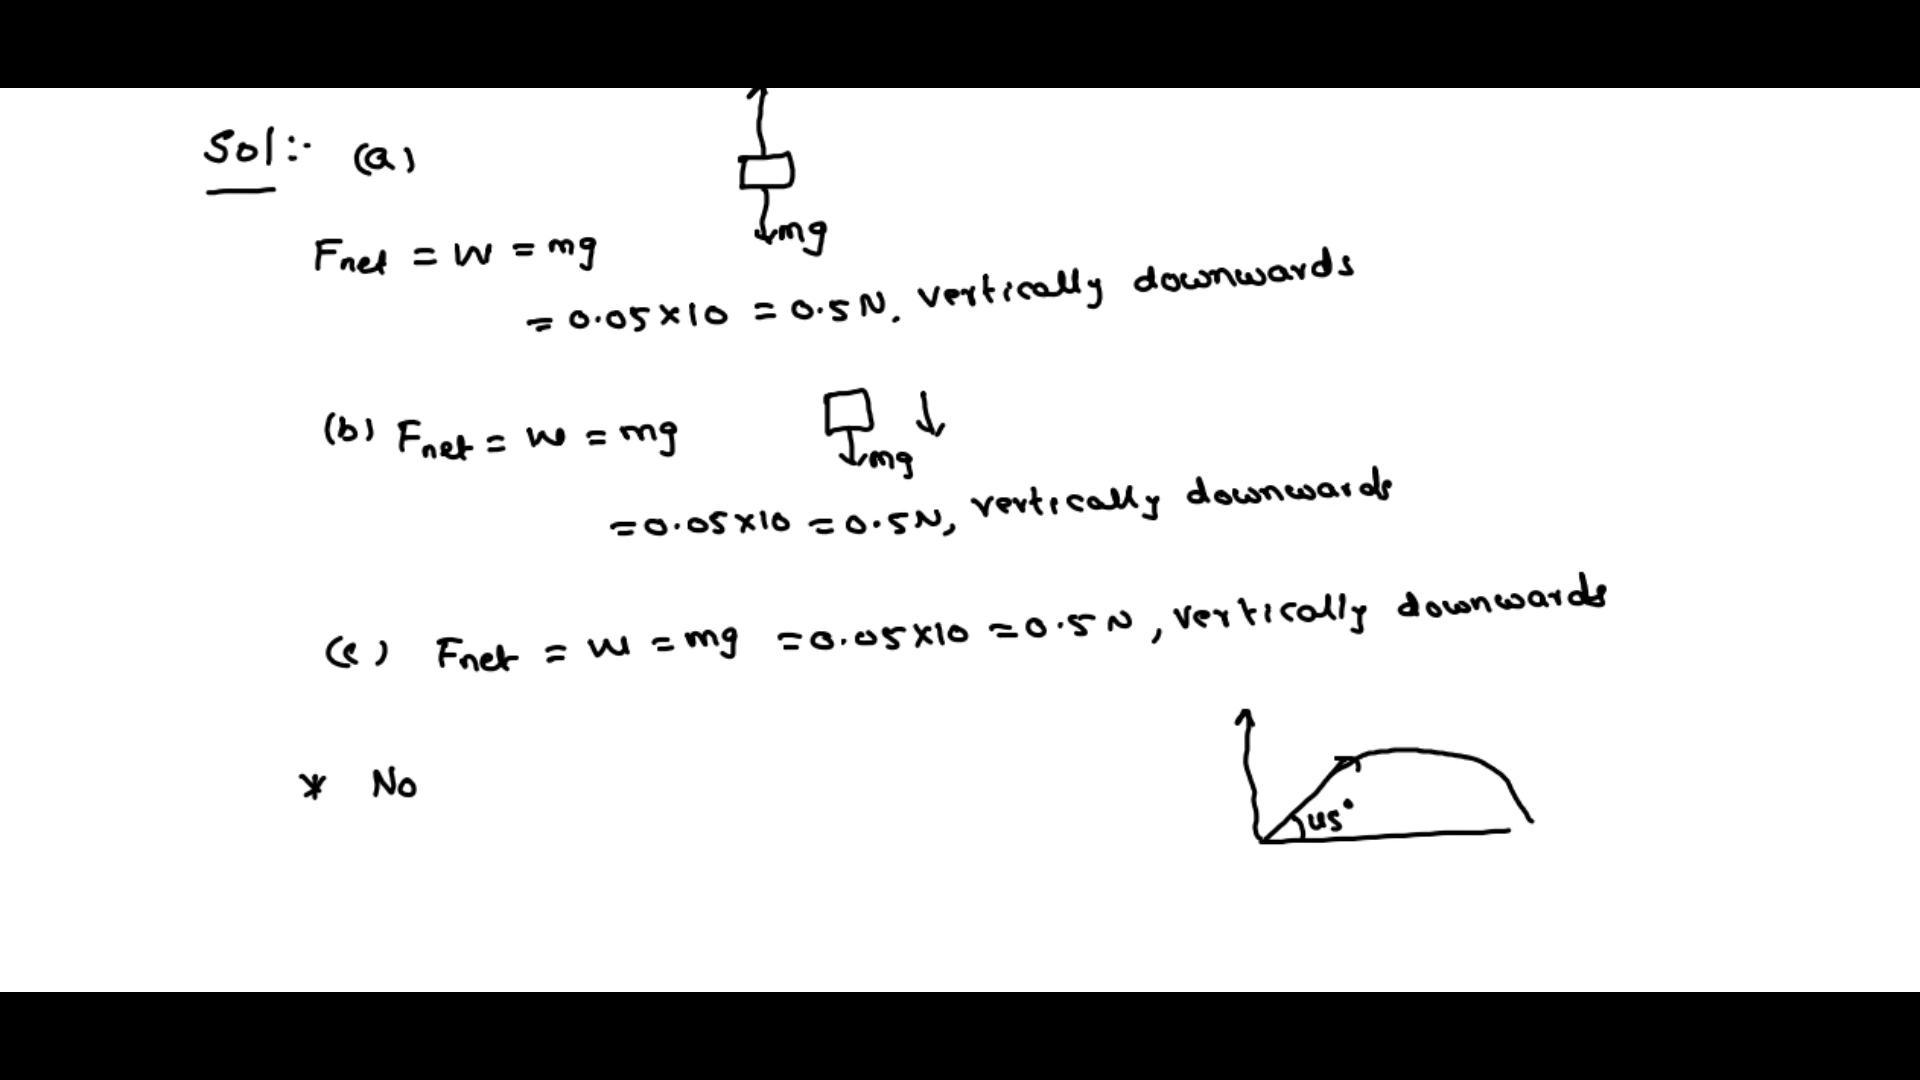 Sol:- (a)
mg
Fnet = W = mg
= 0.05×10 = 0.5N, vertically downwards
(b) Fnet = W = mg
mg
= 0.05×10 = 0.5N, vertically downwards
(c) Fnet = W = mg = 0.05×10 = 0.5N, vertically downwards
* No
45°